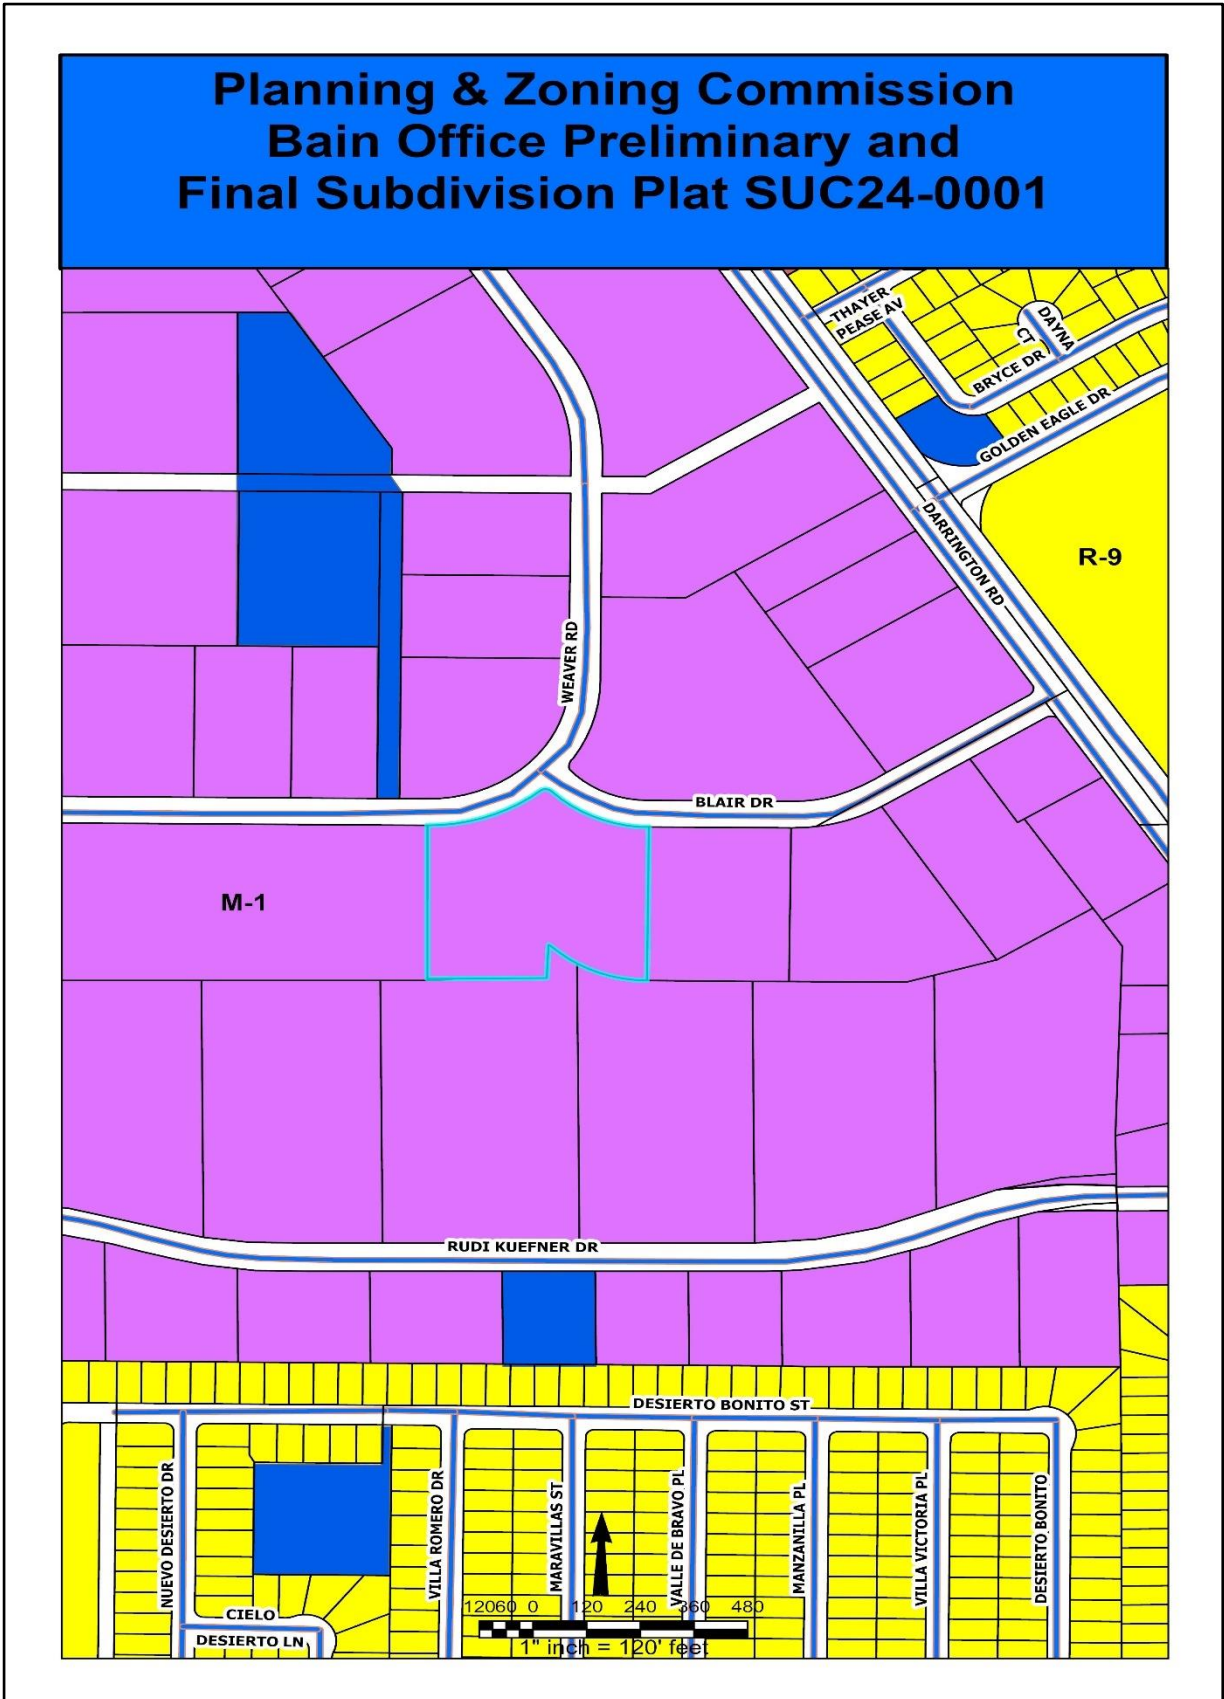 Planning & Zoning Commission
Bain Office Preliminary and
Final Subdivision Plat SUC24-0001
THAYER
PEASE AV
DAYNA
CT
BRYCE DR
GOLDEN EAGLE DR
DARRINGTON RD
R-9
WEAVER RD
BLAIR DR
M-1
RUDI KUEFNER DR
DESIERTO BONITO ST
NUEVO DESIERTO DR
VILLA ROMERO DR
MARAVILLAS ST
VALLE DE BRAVO PL
MANZANILLA PL
VILLA VICTORIA PL
DESIERTO BONITO
CIELO
DESIERTO LN
120 60 0 120 240 360 480
1" inch = 120' feet